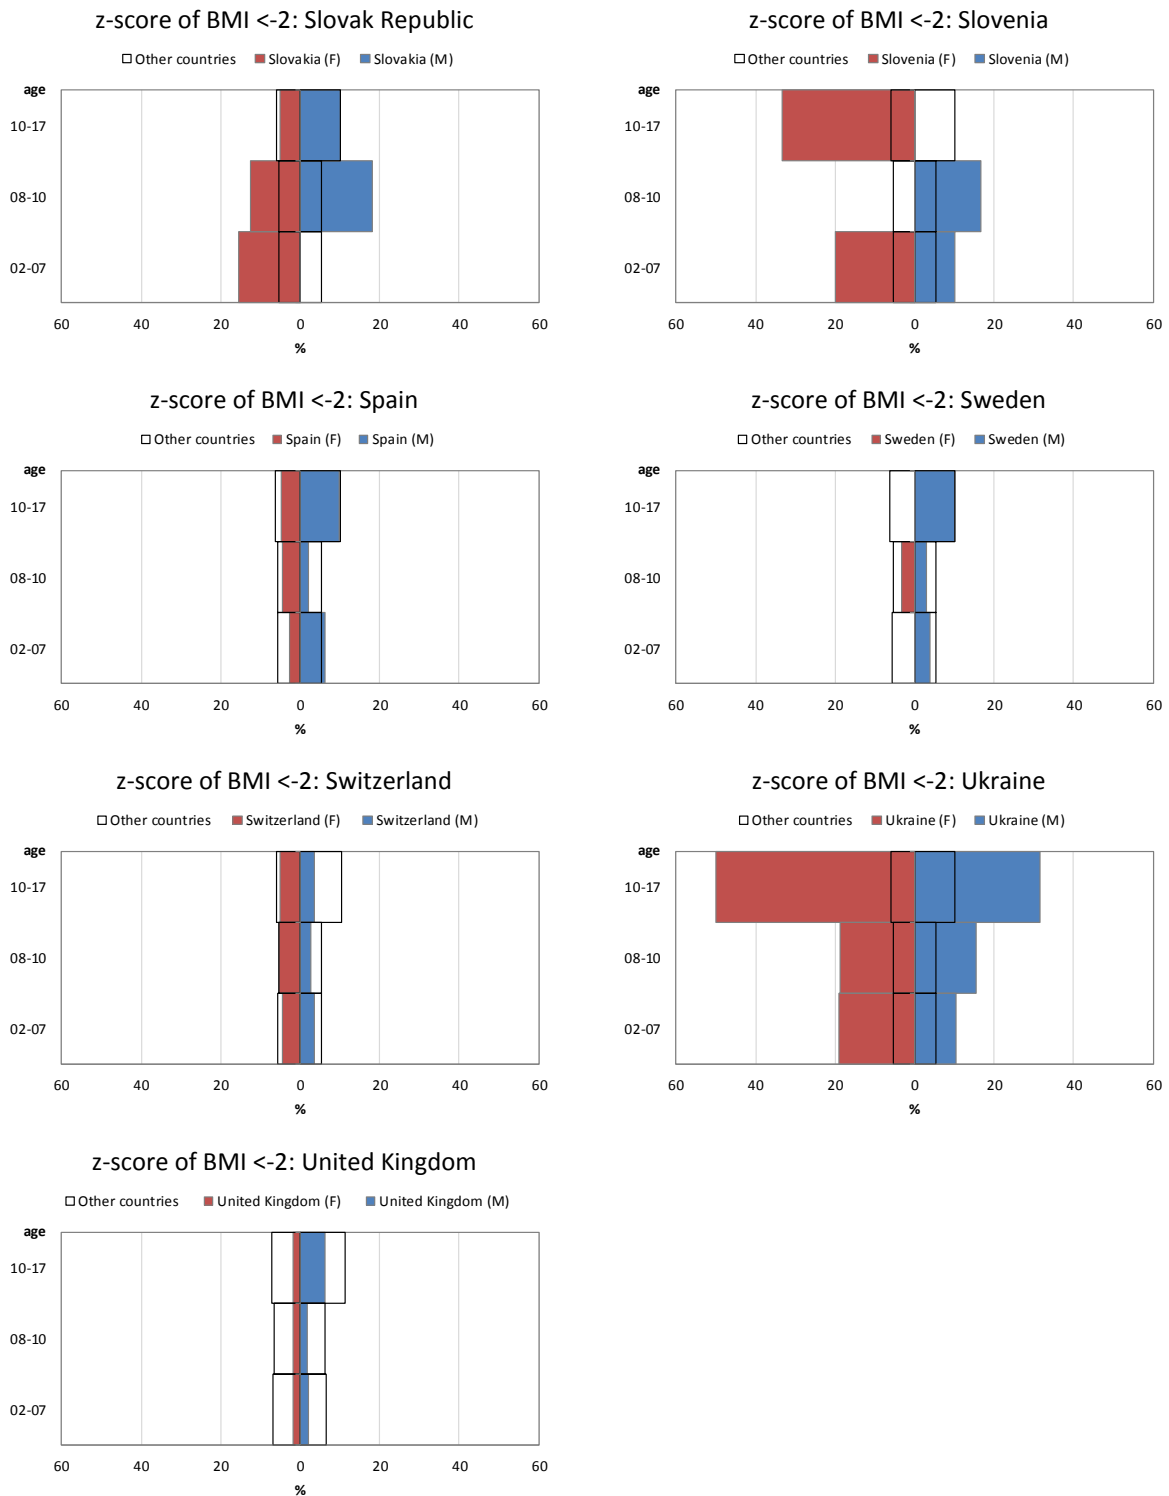 z-score of BMI <-2: Slovak Republic
Other countries Slovakia (F) Slovakia (M)
age
10-17
08-10
02-07
60 40 20 0 20 40 60
%
z-score of BMI <-2: Slovenia
Other countries Slovenia (F) Slovenia (M)
age
10-17
08-10
02-07
60 40 20 0 20 40 60
%
z-score of BMI <-2: Spain
Other countries Spain (F) Spain (M)
age
10-17
08-10
02-07
60 40 20 0 20 40 60
%
z-score of BMI <-2: Sweden
Other countries Sweden (F) Sweden (M)
age
10-17
08-10
02-07
60 40 20 0 20 40 60
%
z-score of BMI <-2: Switzerland
Other countries Switzerland (F) Switzerland (M)
age
10-17
08-10
02-07
60 40 20 0 20 40 60
%
z-score of BMI <-2: Ukraine
Other countries Ukraine (F) Ukraine (M)
age
10-17
08-10
02-07
60 40 20 0 20 40 60
%
z-score of BMI <-2: United Kingdom
Other countries United Kingdom (F) United Kingdom (M)
age
10-17
08-10
02-07
60 40 20 0 20 40 60
%